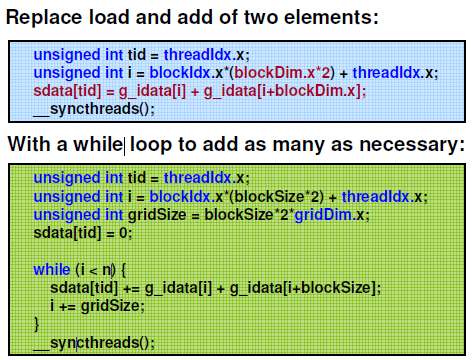 Replace load and add of two elements:
unsigned int tid = threadIdx.x;
unsigned int i = blockIdx.x*(blockDim.x*2) + threadIdx.x;
sdata[tid] = g_idata[i] + g_idata[i+blockDim.x];
__syncthreads();
With a while loop to add as many as necessary:
unsigned int tid = threadIdx.x;
unsigned int i = blockIdx.x*(blockSize*2) + threadIdx.x;
unsigned int gridSize = blockSize*2*gridDim.x;
sdata[tid] = 0;
while (i < n) {
sdata[tid] += g_idata[i] + g_idata[i+blockSize];
i += gridSize;
}
__syncthreads();